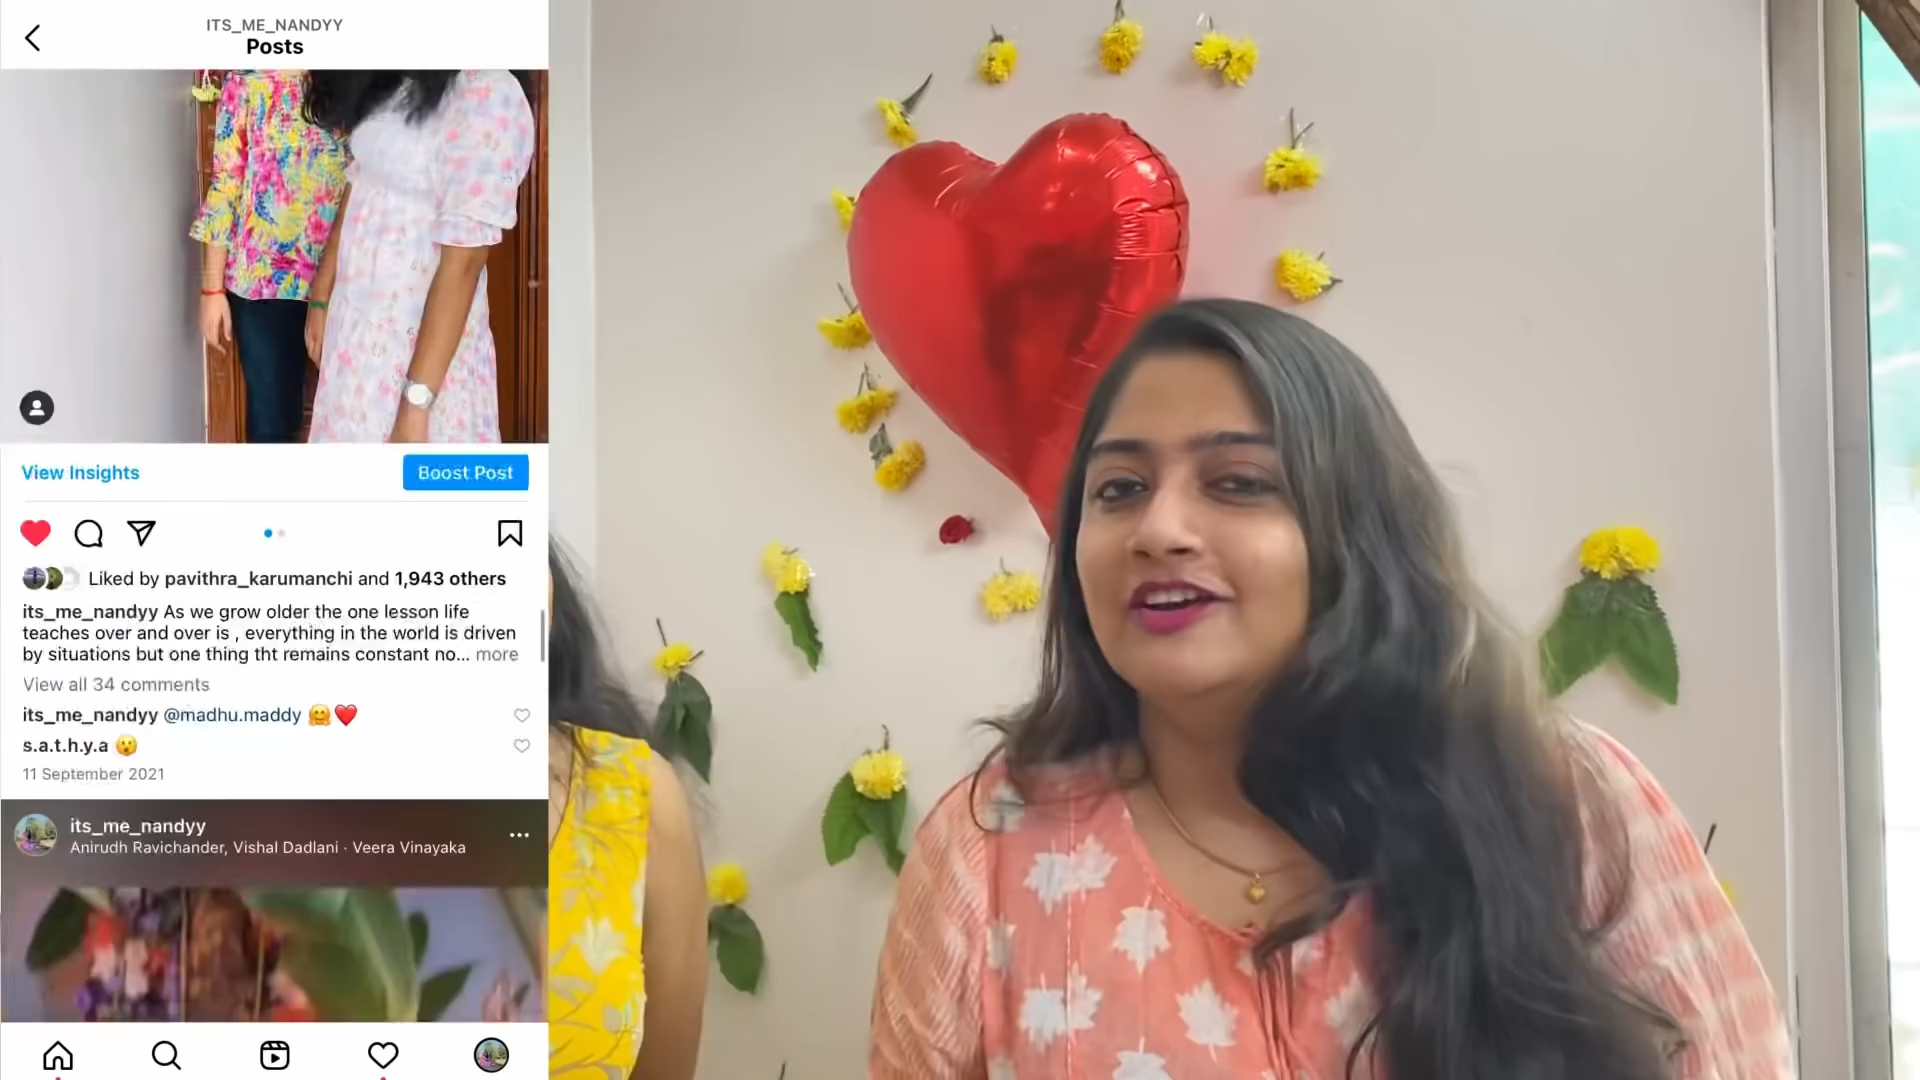 ITS_ME_NANDYY
Posts
View Insights
Boost Post
Liked by pavithra_karumanchi and 1,943 others
its_me_nandyy As we grow older the one lesson life
teaches over and over is , everything in the world is driven
by situations but one thing tht remains constant no... more
View all 34 comments
its_me_nandyy @madhu.maddy 🤗❤️
s.a.t.h.y.a 😮
11 September 2021
its_me_nandyy
Anirudh Ravichander, Vishal Dadlani · Veera Vinayaka